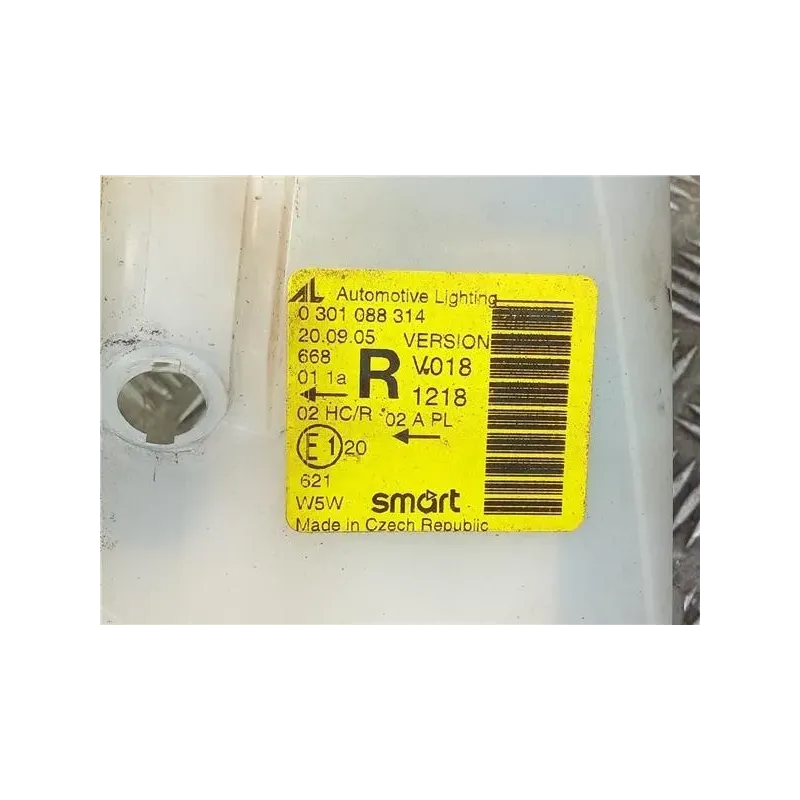 AL Automotive Lighting
0 301 088 314
20.09.05 VERSION
668 R V.018
01 1a 1218
02 HC/R 02 A PL
E1 20
621
W5W smart
Made in Czech Republic